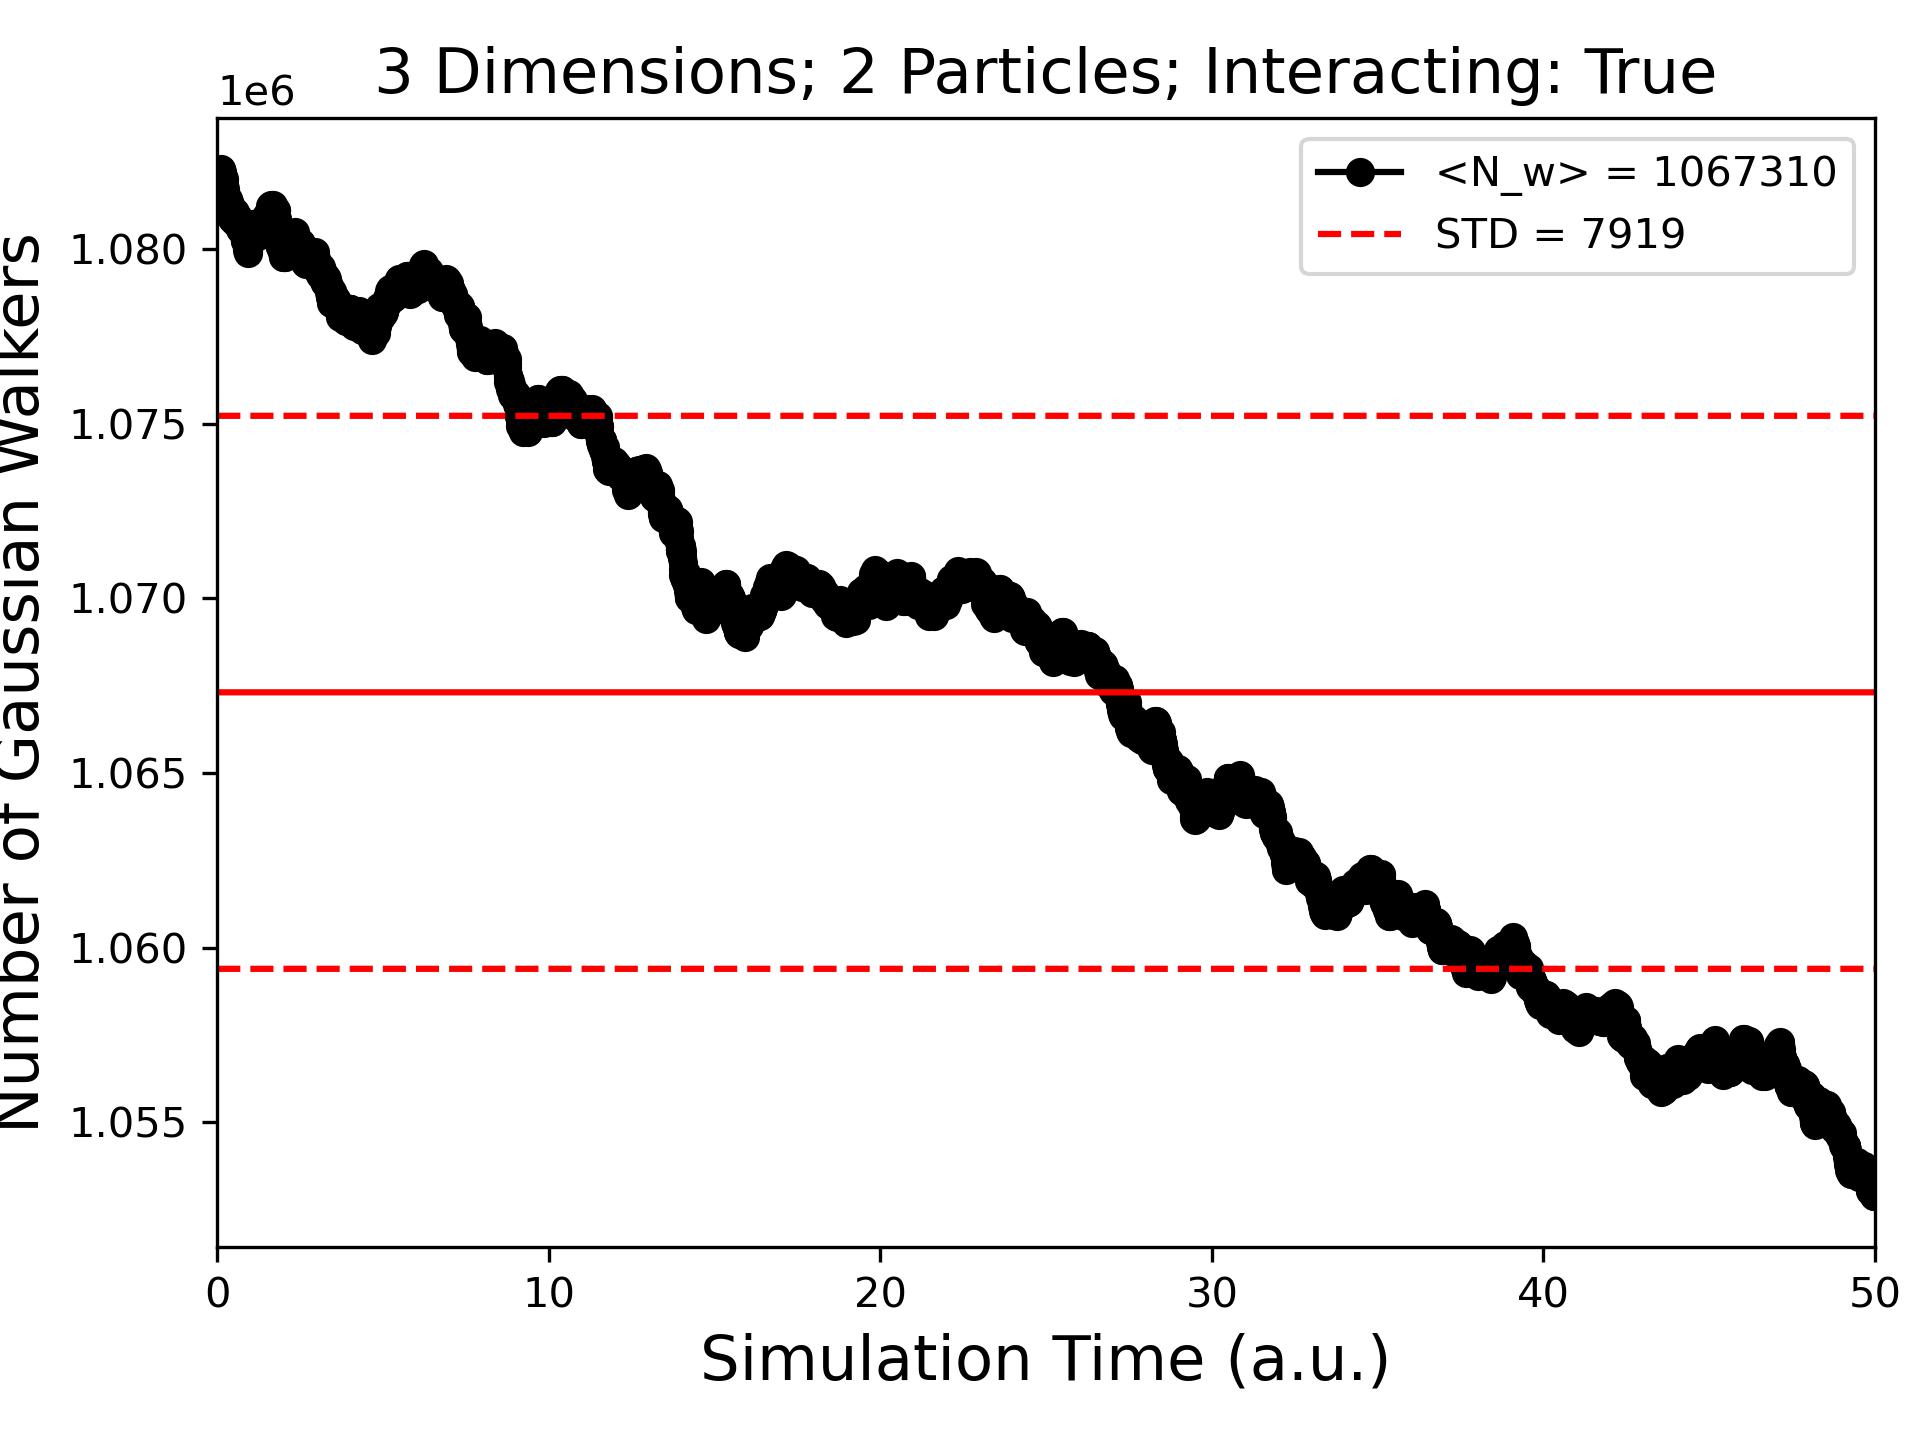 3 Dimensions; 2 Particles; Interacting: True
1e6
<N_w> = 1067310
STD = 7919
1.080
1.075
1.070
1.065
1.060
1.055
Number of Gaussian Walkers
0 10 20 30 40 50
Simulation Time (a.u.)